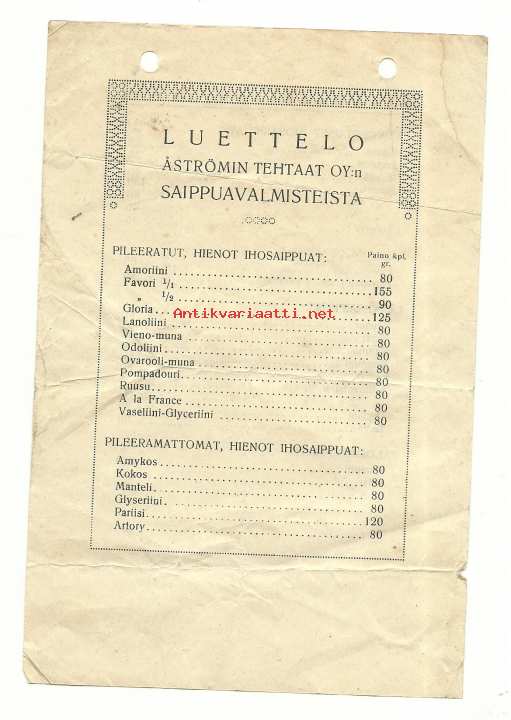 LUETTELO
ÅSTRÖMIN TEHTAAT OY:n
SAIPPUAVALMISTEISTA
PILEERATUT, HIENOT IHOSAIPPUAT: Paino kpl. gr.
Amoriini 80
Favori 1/1 155
„ 1/2 90
Gloria 125
Antikvariaatti.net
Lanoliini 80
Vieno-muna 80
Odoliini 80
Ovarooli-muna 80
Pompadouri 80
Ruusu 80
A la France 80
Vaseliini-Glyceriini 80
PILEERAMATTOMAT, HIENOT IHOSAIPPUAT:
Amykos 80
Kokos 80
Manteli 80
Glyseriini 80
Pariisi 120
Artory 80